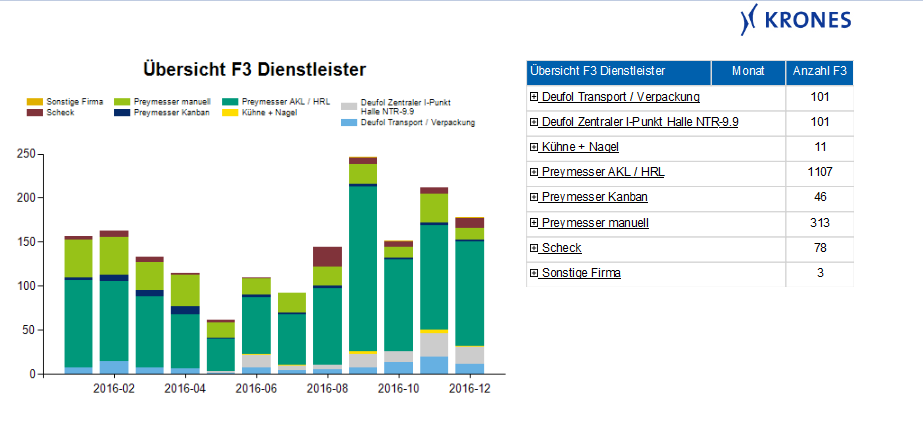 KRONES
Übersicht F3 Dienstleister
Sonstige Firma
Preymesser manuell
Preymesser AKL / HRL
Deufol Zentraler I-Punkt
Halle NTR-9.9
Scheck
Preymesser Kanban
Kühne + Nagel
Deufol Transport / Verpackung
250
200
150
100
50
0
2016-02 2016-04 2016-06 2016-08 2016-10 2016-12
Übersicht F3 Dienstleister Monat Anzahl F3
Deufol Transport / Verpackung 101
Deufol Zentraler I-Punkt Halle NTR-9.9 101
Kühne + Nagel 11
Preymesser AKL / HRL 1107
Preymesser Kanban 46
Preymesser manuell 313
Scheck 78
Sonstige Firma 3